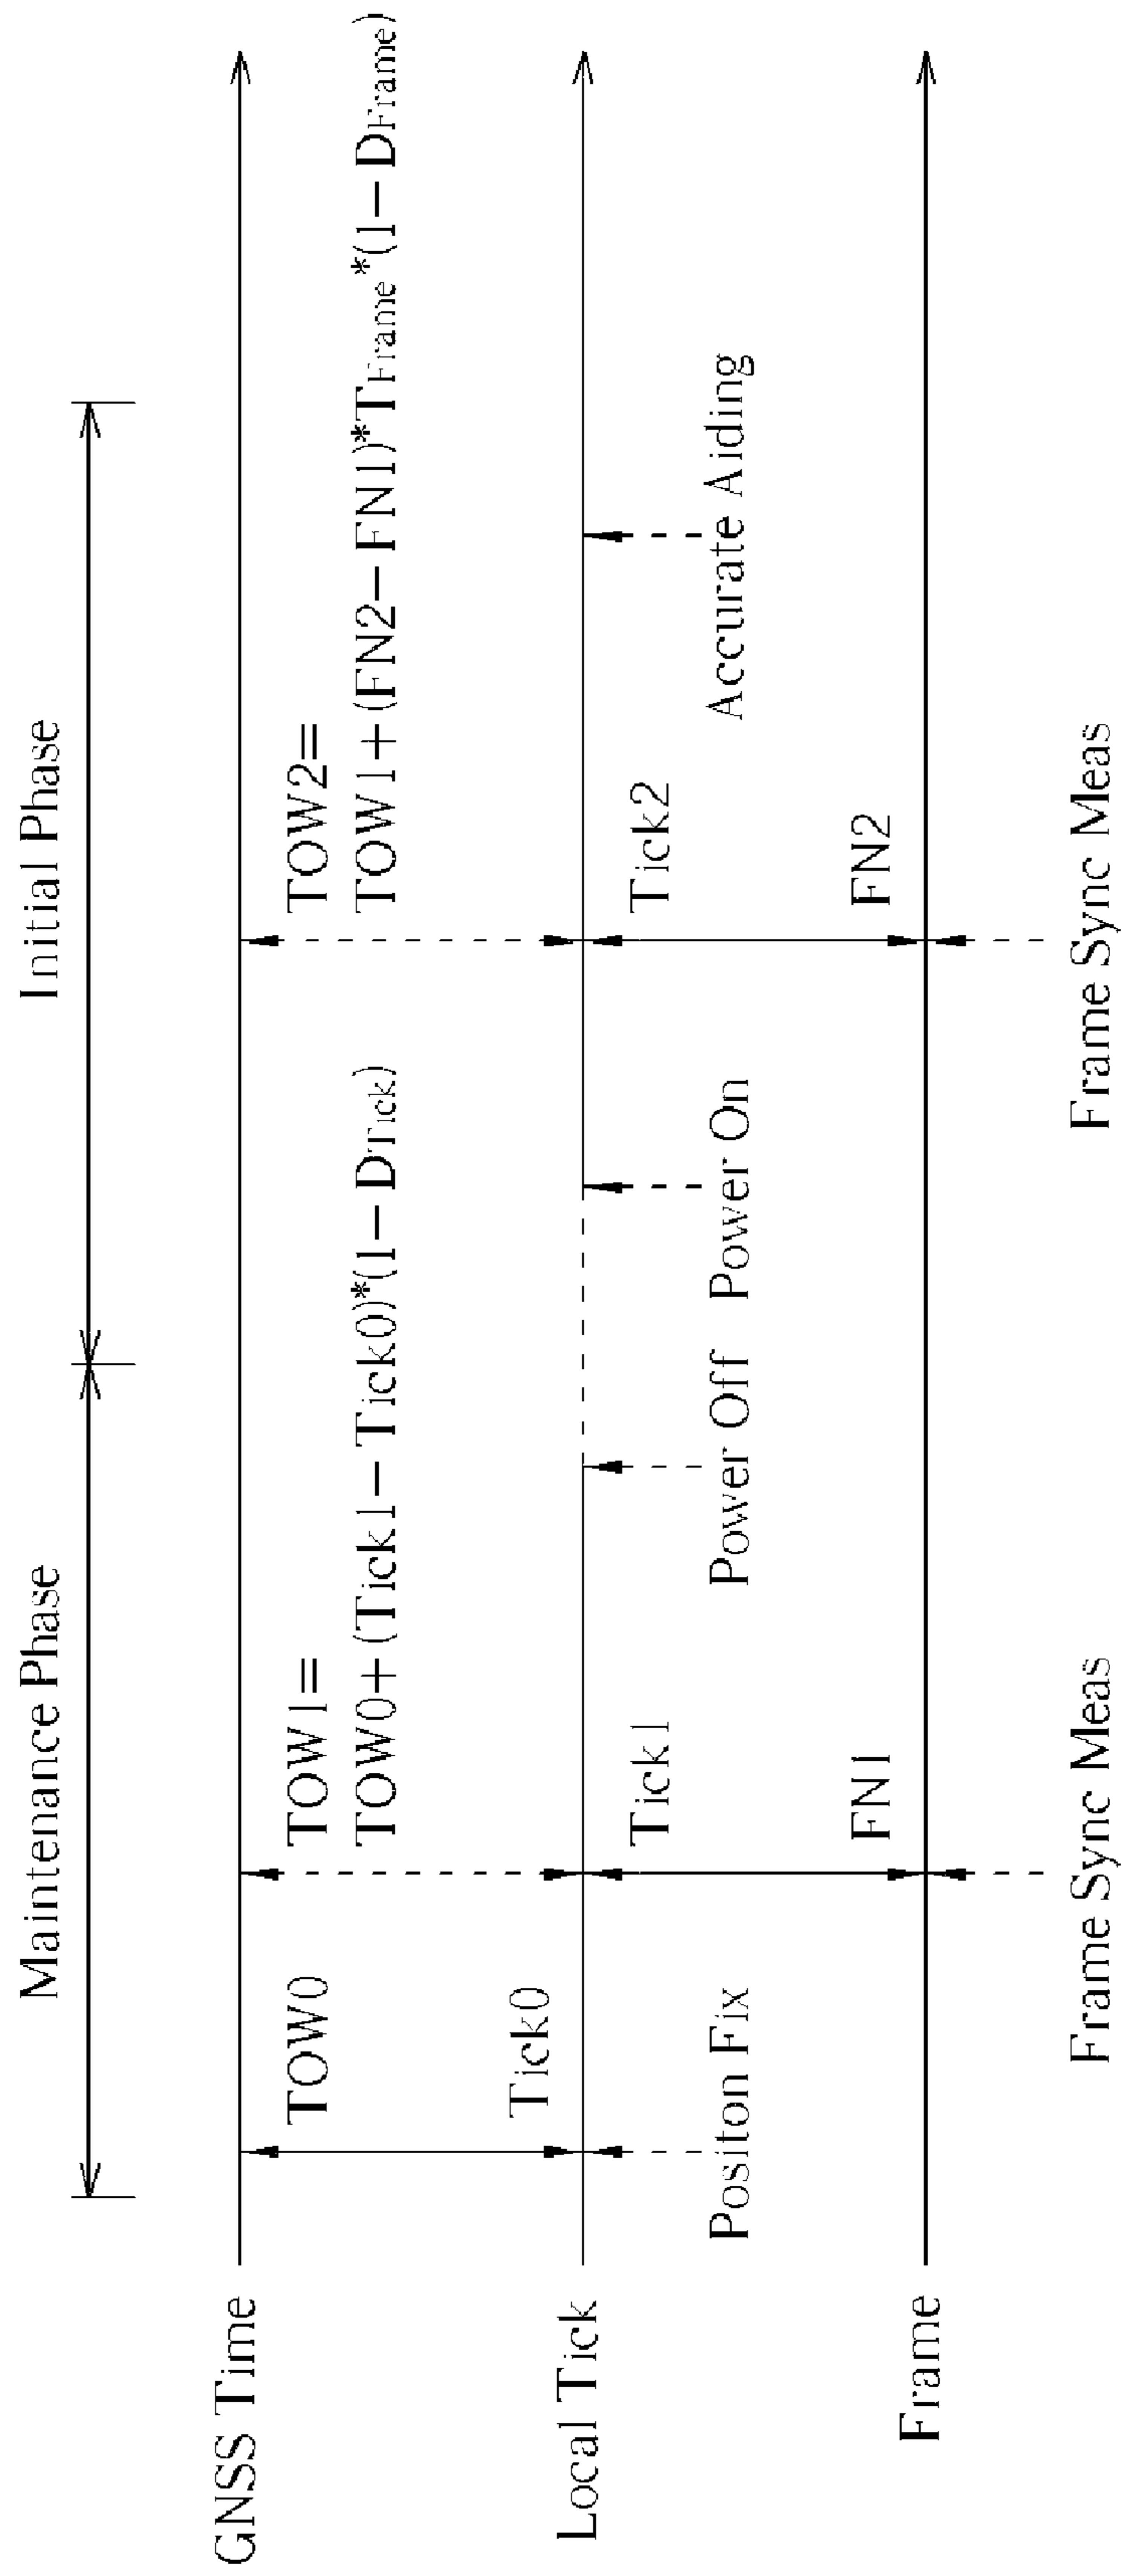 Maintenance Phase
Initial Phase
GNSS Time
TOW0
TOW1=
TOW0+(Tick1-Tick0)*(1-DTick)
TOW2=
TOW1+(FN2-FN1)*TFrame*(1-DFrame)
Local Tick
Tick0
Tick1
Tick2
Positon Fix
Power Off
Power On
Accurate Aiding
FN1
FN2
Frame
Frame Sync Meas
Frame Sync Meas